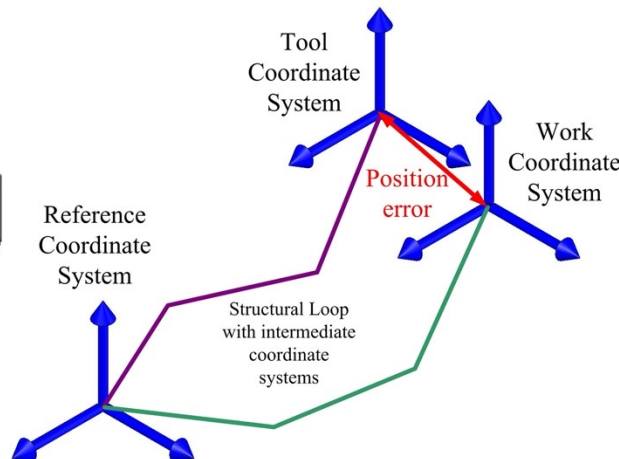 Tool
Coordinate
System
Work
Coordinate
System
Position
error
Reference
Coordinate
System
Structural Loop
with intermediate
coordinate
systems